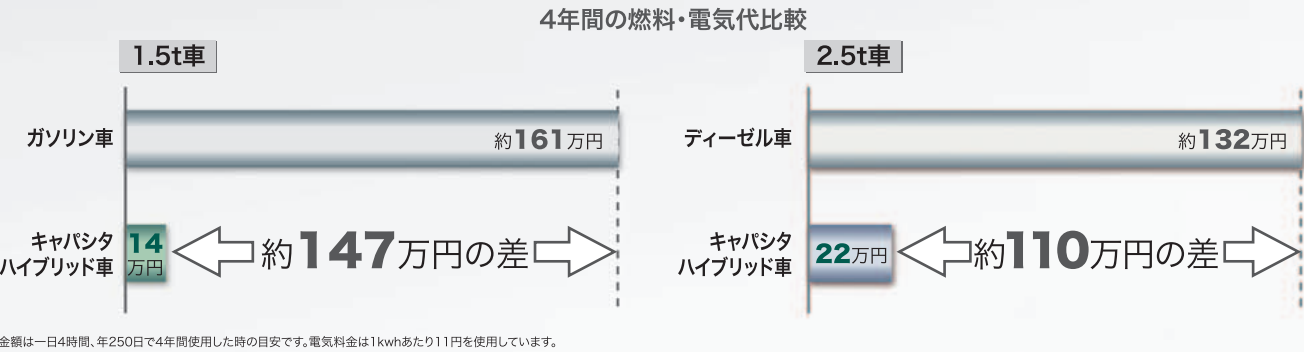 4年間の燃料・電気代比較
1.5t車
ガソリン車
約161万円
キャパシタ
ハイブリッド車
14
万円
約147万円の差
2.5t車
ディーゼル車
約132万円
キャパシタ
ハイブリッド車
22万円
約110万円の差
金額は一日4時間、年250日で4年間使用した時の目安です。電気料金は1kwhあたり11円を使用しています。